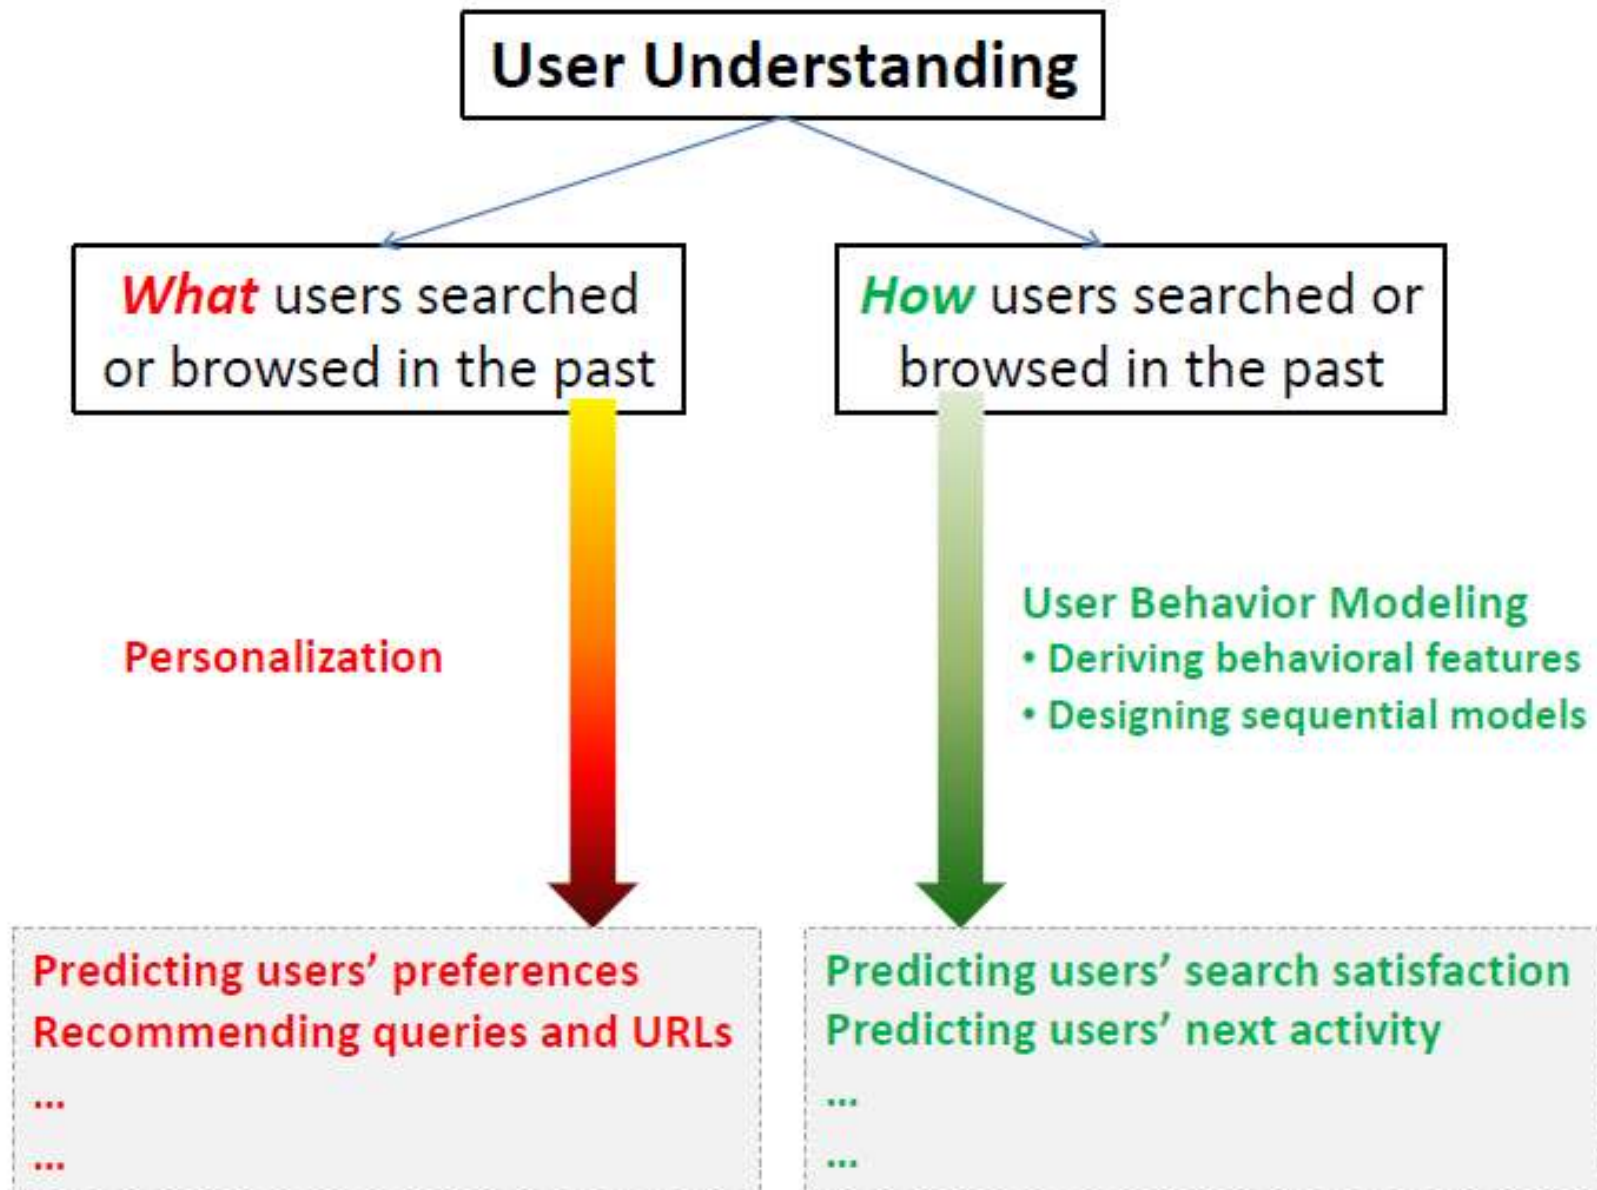 User Understanding
What users searched
or browsed in the past
How users searched or
browsed in the past
Personalization
User Behavior Modeling
• Deriving behavioral features
• Designing sequential models
Predicting users’ preferences
Recommending queries and URLs
...
...
Predicting users’ search satisfaction
Predicting users’ next activity
...
...